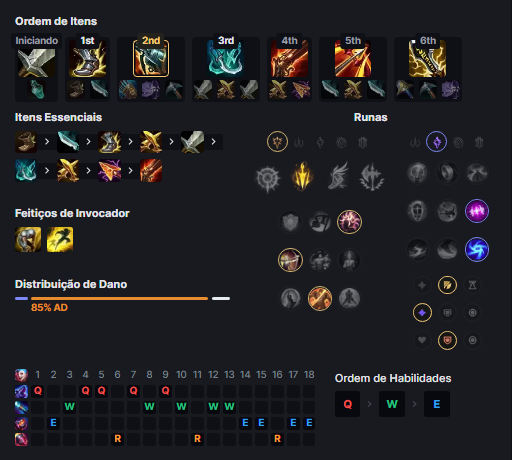 Ordem de Itens
Iniciando 1st 2nd 3rd 4th 5th 6th
Itens Essenciais
Runas
Feitiços de Invocador
Distribuição de Dano
85% AD
1 2 3 4 5 6 7 8 9 10 11 12 13 14 15 16 17 18
Q Q Q Q Q
W W W W W
E E E E E
R R R
Ordem de Habilidades
Q > W > E